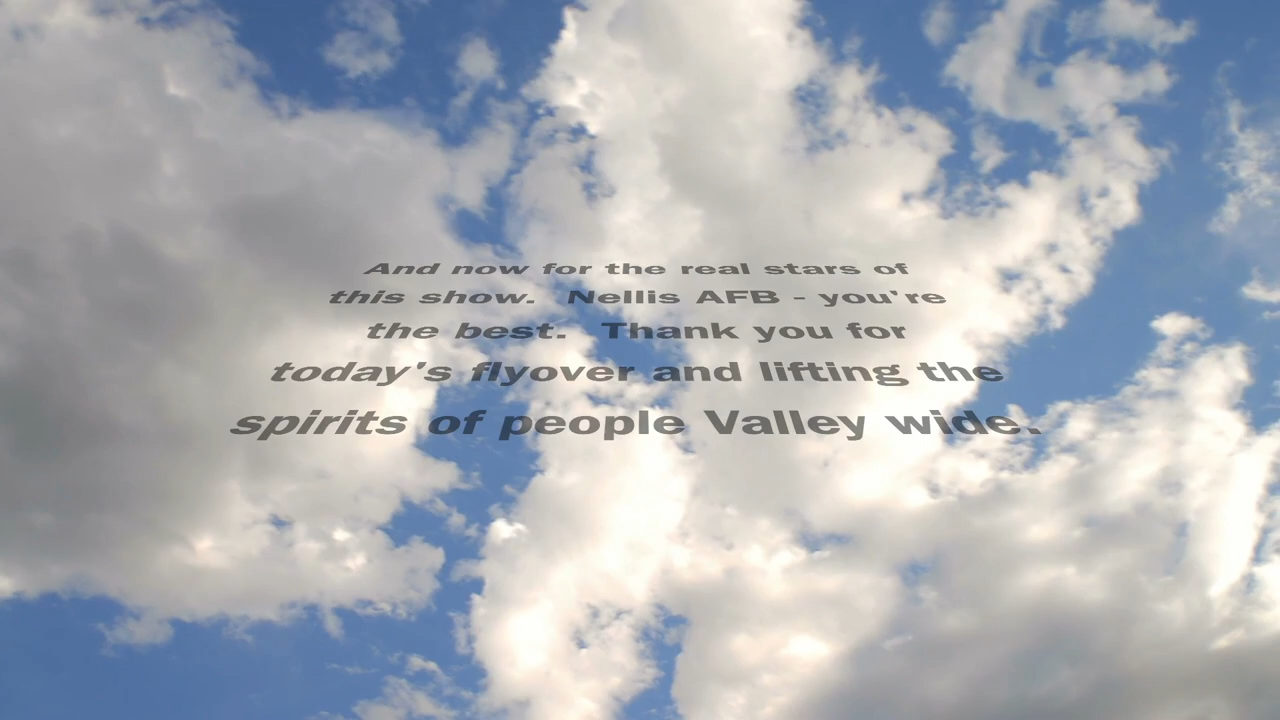 And now for the real stars of
this show.  Nellis AFB - you're
the best.  Thank you for
today's flyover and lifting the
spirits of people Valley wide.